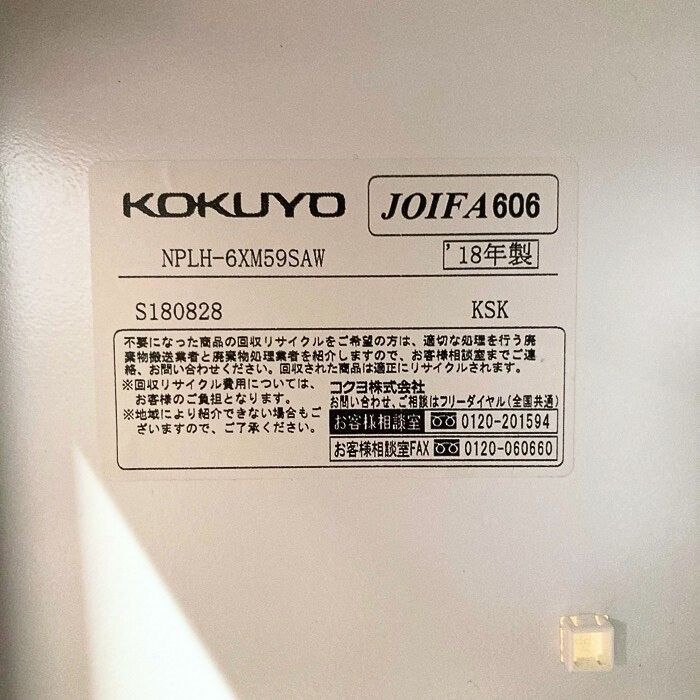 KOKUYO JOIFA606
NPLH-6XM59SAW '18年製
S180828 KSK
不要になった商品の回収リサイクルをご希望の方は、適切な処理を行う廃
棄物搬送業者と廃棄物処理業者を紹介しますので、お客様相談室までご連
絡、お問い合わせください。回収された商品は適正にリサイクルされます。
※回収リサイクル費用については、
お客様のご負担となります。
※地域により紹介できない場合もご
ざいますので、ご了承ください。
コクヨ株式会社
お問い合わせ、ご相談はフリーダイヤル(全国共通)
お客様相談室 0120-201594
お客様相談室FAX 0120-060660